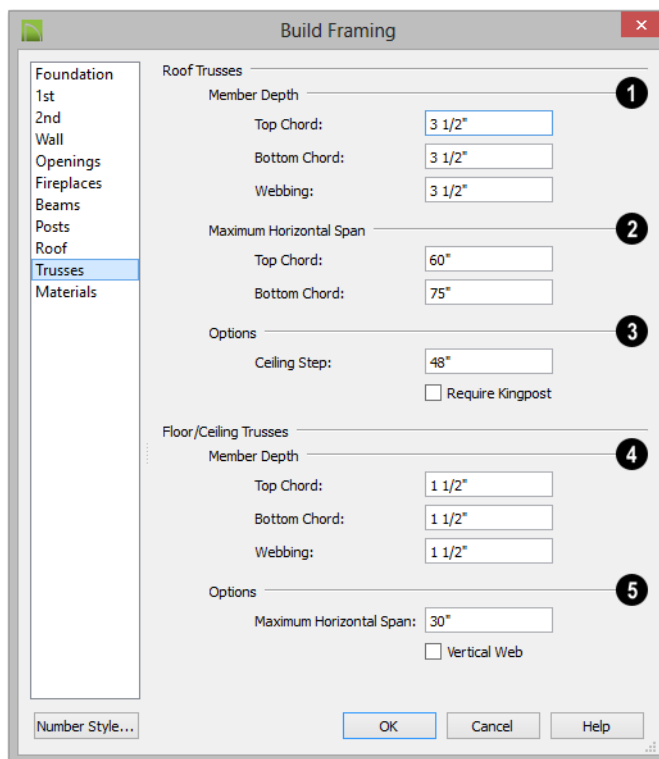 Build Framing
Foundation
1st
2nd
Wall
Openings
Fireplaces
Beams
Posts
Roof
Trusses
Materials
Roof Trusses
Member Depth
1
Top Chord: 3 1/2"
Bottom Chord: 3 1/2"
Webbing: 3 1/2"
Maximum Horizontal Span
2
Top Chord: 60"
Bottom Chord: 75"
Options
3
Ceiling Step: 48"
Require Kingpost
Floor/Ceiling Trusses
Member Depth
4
Top Chord: 1 1/2"
Bottom Chord: 1 1/2"
Webbing: 1 1/2"
Options
5
Maximum Horizontal Span: 30"
Vertical Web
Number Style... OK Cancel Help